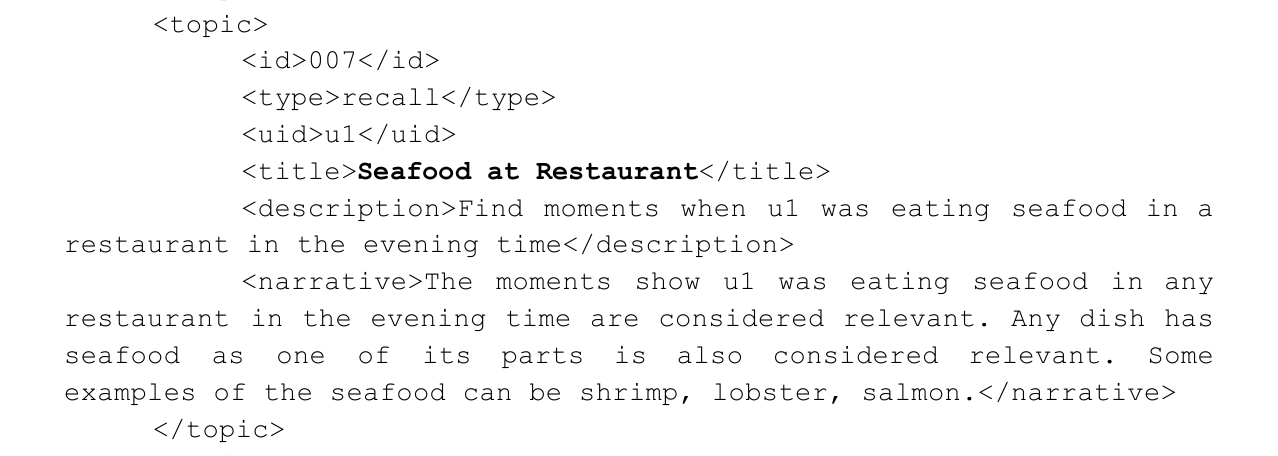 <topic>
<id>007</id>
<type>recall</type>
<uid>u1</uid>
<title>Seafood at Restaurant</title>
<description>Find moments when u1 was eating seafood in a
restaurant in the evening time</description>
<narrative>The moments show u1 was eating seafood in any
restaurant in the evening time are considered relevant. Any dish has
seafood as one of its parts is also considered relevant. Some
examples of the seafood can be shrimp, lobster, salmon.</narrative>
</topic>